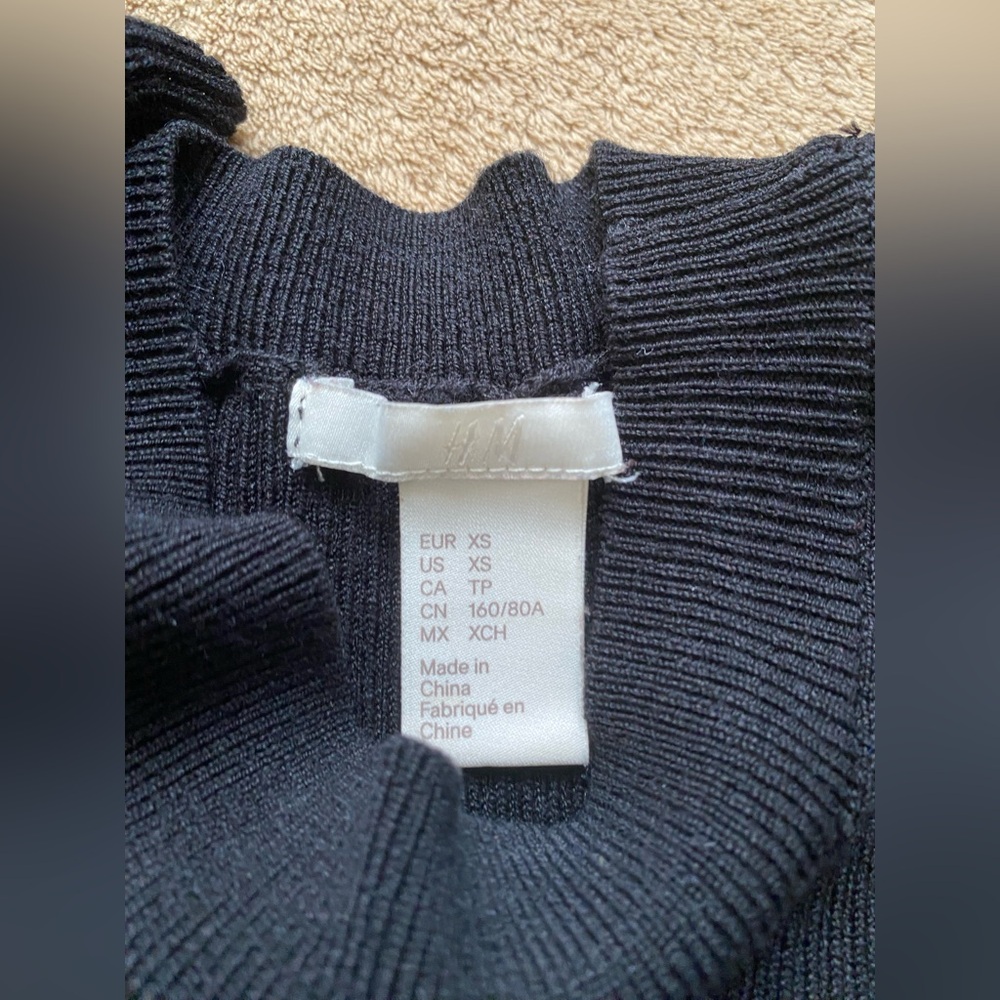 H&M
EUR XS
US XS
CA TP
CN 160/80A
MX XCH
Made in
China
Fabriqué en
Chine